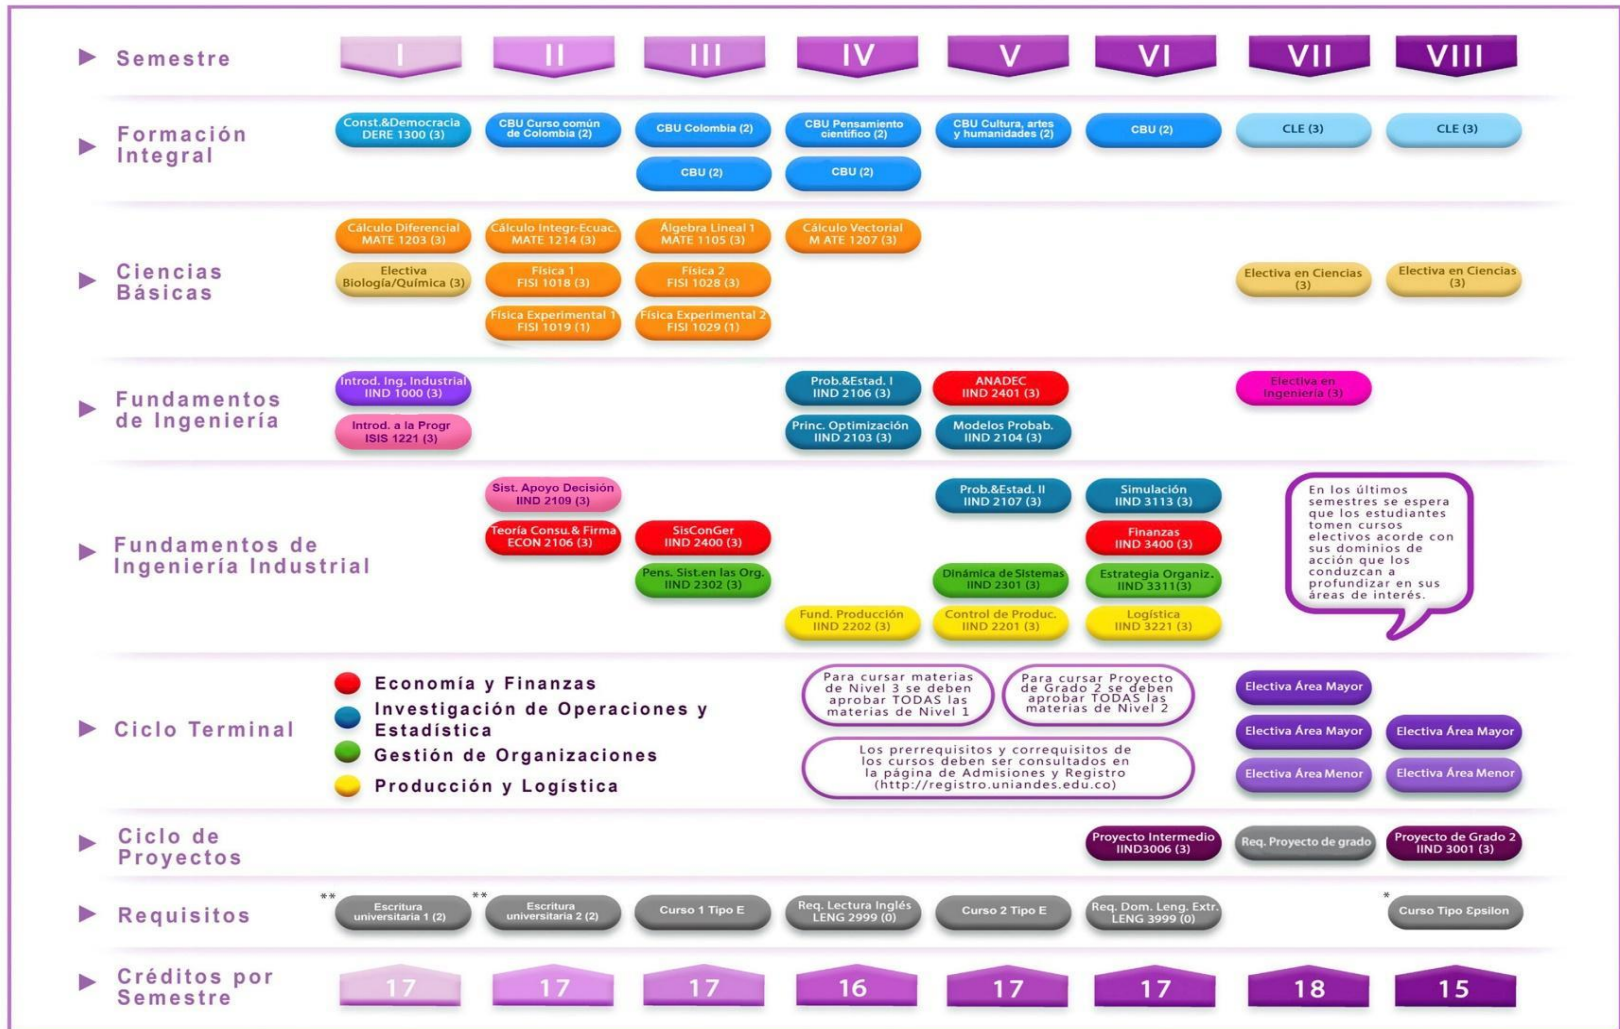 Semestre
I II III IV V VI VII VIII
Formación
Integral
Const.&Democracia
DERE 1300 (3)
CBU Curso común
de Colombia (2)
CBU Colombia (2)
CBU Pensamiento
científico (2)
CBU Cultura, artes
y humanidades (2)
CBU (2)
CLE (3)
CLE (3)
CBU (2)
CBU (2)
Ciencias
Básicas
Cálculo Diferencial
MATE 1203 (3)
Cálculo Integr.-Ecuac.
MATE 1214 (3)
Álgebra Lineal 1
MATE 1105 (3)
Cálculo Vectorial
M ATE 1207 (3)
Electiva
Biología/Química (3)
Física 1
FISI 1018 (3)
Física 2
FISI 1028 (3)
Electiva en Ciencias
(3)
Electiva en Ciencias
(3)
Física Experimental 1
FISI 1019 (1)
Física Experimental 2
FISI 1029 (1)
Fundamentos
de Ingeniería
Introd. Ing. Industrial
IIND 1000 (3)
Prob.&Estad. I
IIND 2106 (3)
ANADEC
IIND 2401 (3)
Electiva en
Ingeniería (3)
Introd. a la Progr
ISIS 1221 (3)
Princ. Optimización
IIND 2103 (3)
Modelos Probab.
IIND 2104 (3)
Fundamentos de
Ingeniería Industrial
Sist. Apoyo Decisión
IIND 2109 (3)
Prob.&Estad. II
IIND 2107 (3)
Simulación
IIND 3113 (3)
Teoría Consu.& Firma
ECON 2106 (3)
SisConGer
IIND 2400 (3)
Finanzas
IIND 3400 (3)
Pens. Sist.en las Org.
IIND 2302 (3)
Dinámica de Sistemas
IIND 2301 (3)
Estrategia Organiz.
IIND 3311(3)
Fund. Producción
IIND 2202 (3)
Control de Produc.
IIND 2201 (3)
Logística
IIND 3221 (3)
En los últimos
semestres se espera
que los estudiantes
tomen cursos
electivos acorde con
sus dominios de
acción que los
conduzcan a
profundizar en sus
áreas de interés.
Ciclo Terminal
Economía y Finanzas
Investigación de Operaciones y
Estadística
Gestión de Organizaciones
Producción y Logística
Para cursar materias
de Nivel 3 se deben
aprobar TODAS las
materias de Nivel 1
Para cursar Proyecto
de Grado 2 se deben
aprobar TODAS las
materias de Nivel 2
Los prerrequisitos y correquisitos de
los cursos deben ser consultados en
la página de Admisiones y Registro
(http://registro.uniandes.edu.co)
Electiva Área Mayor
Electiva Área Mayor
Electiva Área Mayor
Electiva Área Menor
Electiva Área Menor
Ciclo de
Proyectos
Proyecto Intermedio
IIND3006 (3)
Req. Proyecto de grado
Proyecto de Grado 2
IIND 3001 (3)
Requisitos
**
Escritura
universitaria 1 (2)
**
Escritura
universitaria 2 (2)
Curso 1 Tipo E
Req. Lectura Inglés
LENG 2999 (0)
Curso 2 Tipo E
Req. Dom. Leng. Extr.
LENG 3999 (0)
*
Curso Tipo Epsilon
Créditos por
Semestre
17 17 17 16 17 17 18 15